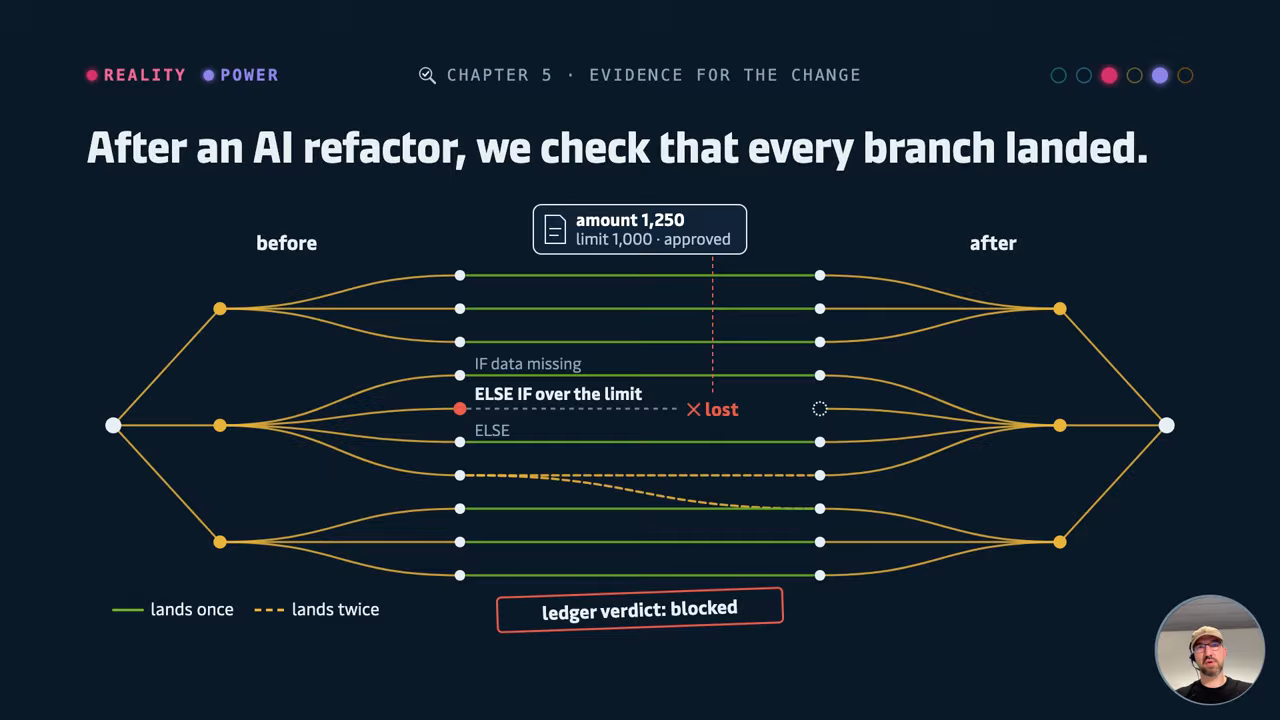 REALITY POWER
CHAPTER 5 · EVIDENCE FOR THE CHANGE
After an AI refactor, we check that every branch landed.
before
amount 1,250
limit 1,000 · approved
after
IF data missing
ELSE IF over the limit
lost
ELSE
lands once
lands twice
ledger verdict: blocked